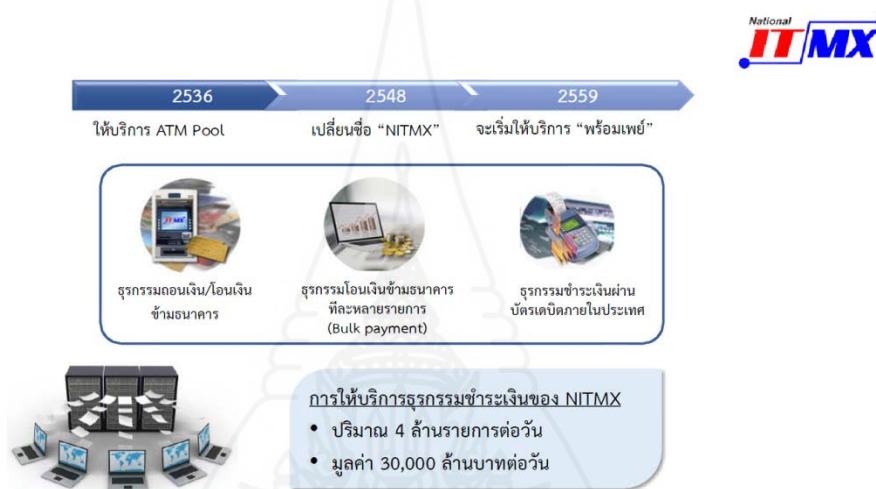 National
ITMX
2536
2548
2559
ให้บริการ ATM Pool
เปลี่ยนชื่อ “NITMX”
จะเริ่มให้บริการ “พร้อมเพย์”
ITMX
ธุรกรรมถอนเงิน/โอนเงิน
ข้ามธนาคาร
ธุรกรรมโอนเงินข้ามธนาคาร
ทีละหลายรายการ
(Bulk payment)
ธุรกรรมชำระเงินผ่าน
บัตรเดบิตภายในประเทศ
การให้บริการธุรกรรมชำระเงินของ NITMX
• ปริมาณ 4 ล้านรายการต่อวัน
• มูลค่า 30,000 ล้านบาทต่อวัน